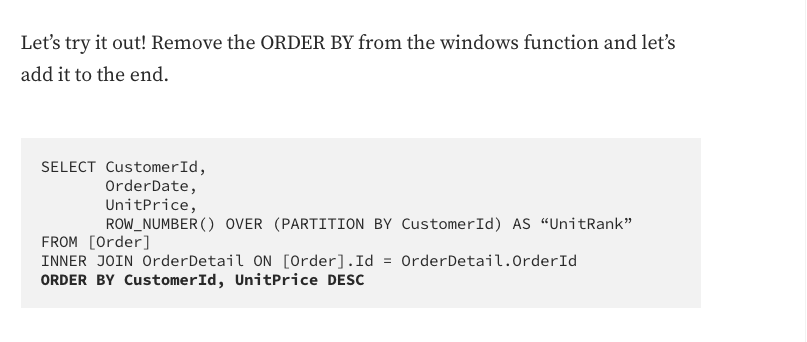 Let’s try it out! Remove the ORDER BY from the windows function and let’s
add it to the end.
SELECT CustomerId,
OrderDate,
UnitPrice,
ROW_NUMBER() OVER (PARTITION BY CustomerId) AS “UnitRank”
FROM [Order]
INNER JOIN OrderDetail ON [Order].Id = OrderDetail.OrderId
ORDER BY CustomerId, UnitPrice DESC